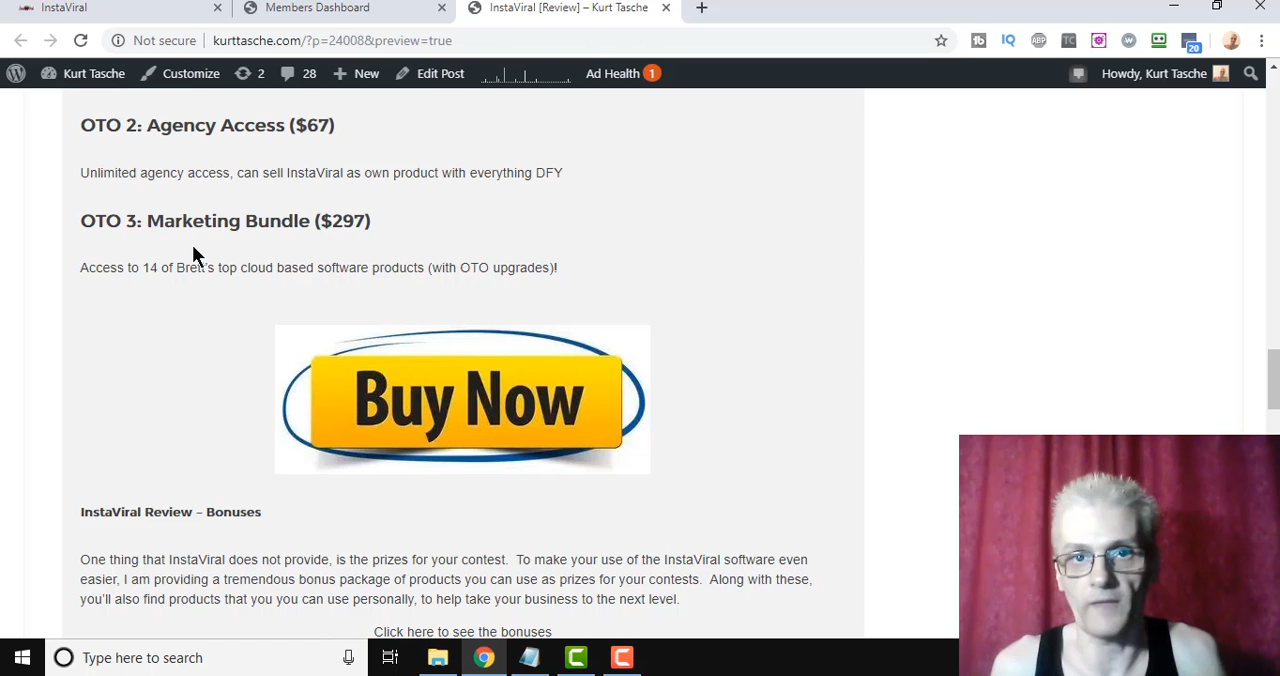 InstaViral
Members Dashboard
InstaViral [Review] – Kurt Tasche
Not secure
kurttasche.com/?p=24008&preview=true
IQ
ABP
TC
20
Kurt Tasche
Customize
2
28
New
Edit Post
Ad Health 1
Howdy, Kurt Tasche
OTO 2: Agency Access ($67)
Unlimited agency access, can sell InstaViral as own product with everything DFY
OTO 3: Marketing Bundle ($297)
Access to 14 of Brett's top cloud based software products (with OTO upgrades)!
Buy Now
InstaViral Review – Bonuses
One thing that InstaViral does not provide, is the prizes for your contest. To make your use of the InstaViral software even
easier, I am providing a tremendous bonus package of products you can use as prizes for your contests. Along with these,
you'll also find products that you you can use personally, to help take your business to the next level.
Click here to see the bonuses
Type here to search